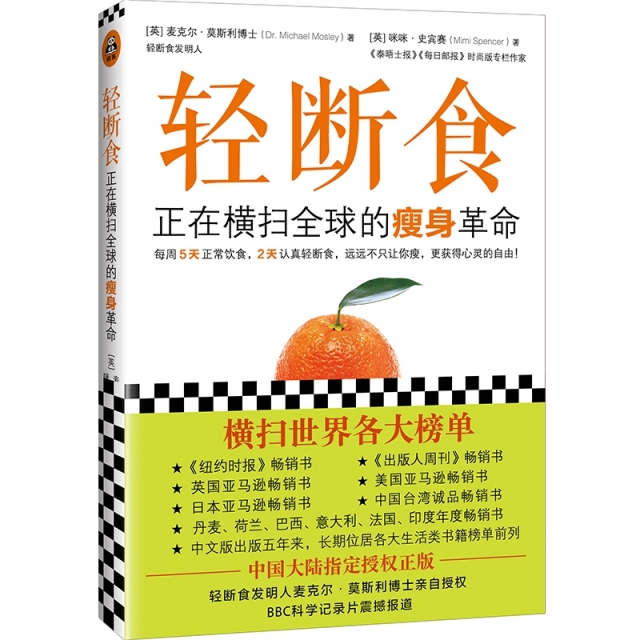 [英] 麦克尔·莫斯利博士 (Dr. Michael Mosley) 著
轻断食发明人
[英] 咪咪·史宾赛 (Mimi Spencer) 著
《泰晤士报》《每日邮报》时尚版专栏作家
轻断食
正在横扫全球的瘦身革命
每周5天正常饮食，2天认真轻断食，远远不只让你瘦，更获得心灵的自由！
横扫世界各大榜单
★《纽约时报》畅销书
★《出版人周刊》畅销书
★ 英国亚马逊畅销书
★ 美国亚马逊畅销书
★ 日本亚马逊畅销书
★ 中国台湾诚品畅销书
★ 丹麦、荷兰、巴西、意大利、法国、印度年度畅销书
★ 中文版出版五年来，长期位居各大生活类书籍榜单前列
中国大陆指定授权正版
轻断食发明人麦克尔·莫斯利博士亲自授权
BBC科学记录片震撼报道
轻断食
正在横扫全球的瘦身革命
[英]